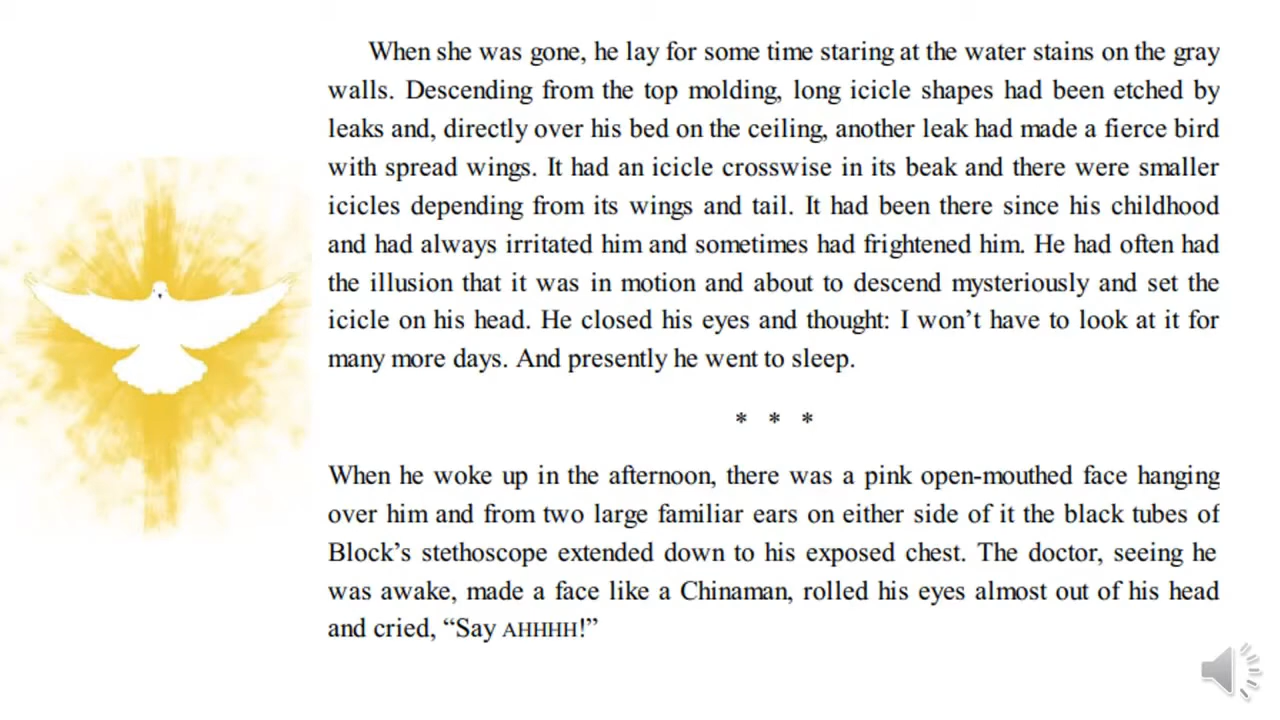 When she was gone, he lay for some time staring at the water stains on the gray
walls. Descending from the top molding, long icicle shapes had been etched by
leaks and, directly over his bed on the ceiling, another leak had made a fierce bird
with spread wings. It had an icicle crosswise in its beak and there were smaller
icicles depending from its wings and tail. It had been there since his childhood
and had always irritated him and sometimes had frightened him. He had often had
the illusion that it was in motion and about to descend mysteriously and set the
icicle on his head. He closed his eyes and thought: I won’t have to look at it for
many more days. And presently he went to sleep.
* * *
When he woke up in the afternoon, there was a pink open-mouthed face hanging
over him and from two large familiar ears on either side of it the black tubes of
Block’s stethoscope extended down to his exposed chest. The doctor, seeing he
was awake, made a face like a Chinaman, rolled his eyes almost out of his head
and cried, “Say AHHHH!”